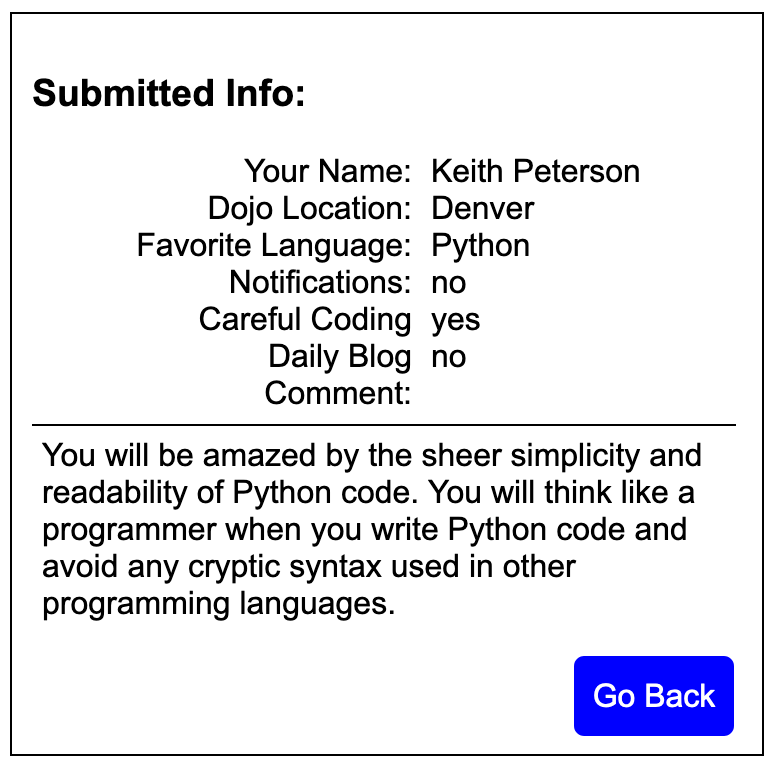 Submitted Info:
Your Name: Keith Peterson
Dojo Location: Denver
Favorite Language: Python
Notifications: no
Careful Coding yes
Daily Blog no
Comment:
You will be amazed by the sheer simplicity and
readability of Python code. You will think like a
programmer when you write Python code and
avoid any cryptic syntax used in other
programming languages.
Go Back